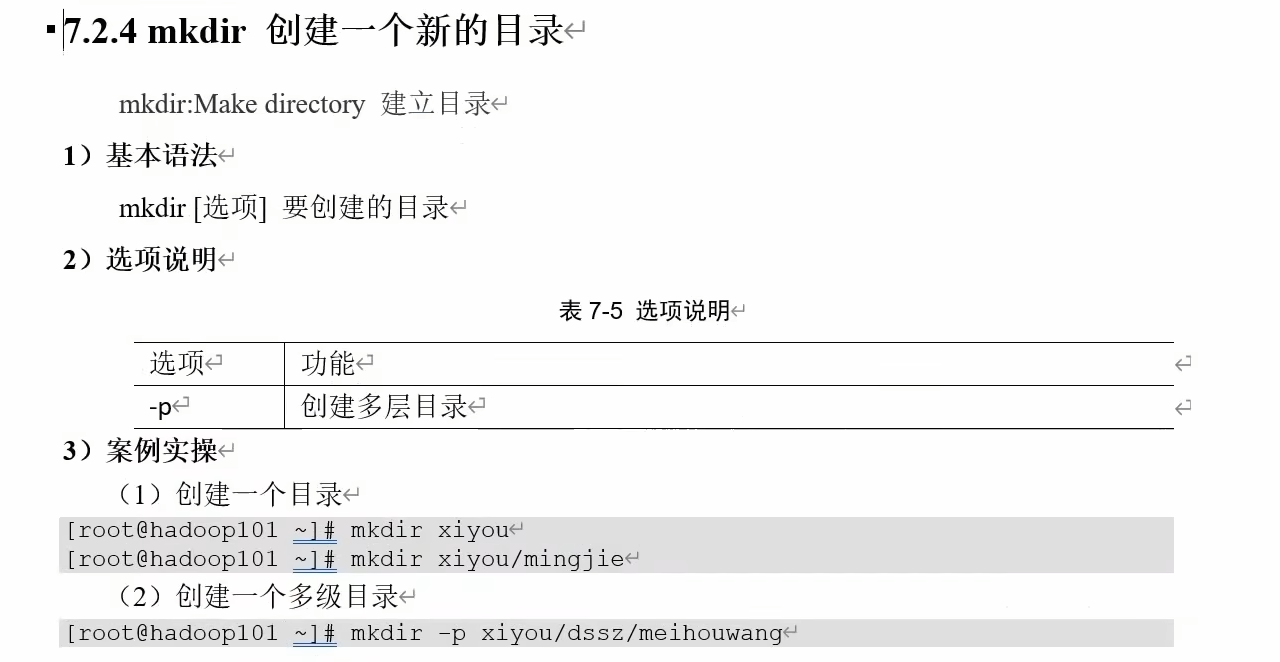 7.2.4 mkdir 创建一个新的目录
mkdir:Make directory 建立目录
1）基本语法
mkdir [选项] 要创建的目录
2）选项说明
表 7-5 选项说明
选项 功能
-p 创建多层目录
3）案例实操
（1）创建一个目录
[root@hadoop101 ~]# mkdir xiyou
[root@hadoop101 ~]# mkdir xiyou/mingjie
（2）创建一个多级目录
[root@hadoop101 ~]# mkdir -p xiyou/dssz/meihouwang